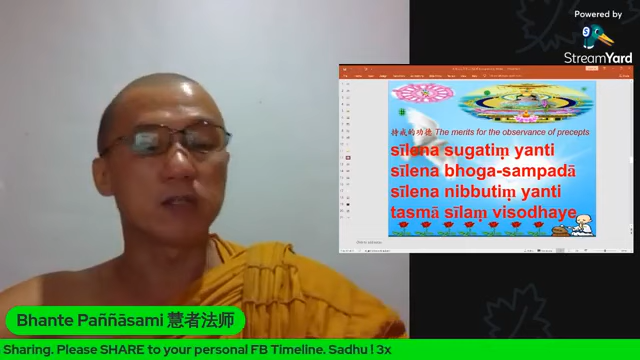 Powered by
StreamYard
持戒的功德 The merits for the observance of precepts
sīlena sugatiṃ yanti
sīlena bhoga-sampadā
sīlena nibbutiṃ yanti
tasmā sīlaṃ visodhaye
Bhante Paññāsami 慧者法师
Sharing. Please SHARE to your personal FB Timeline. Sadhu ! 3x